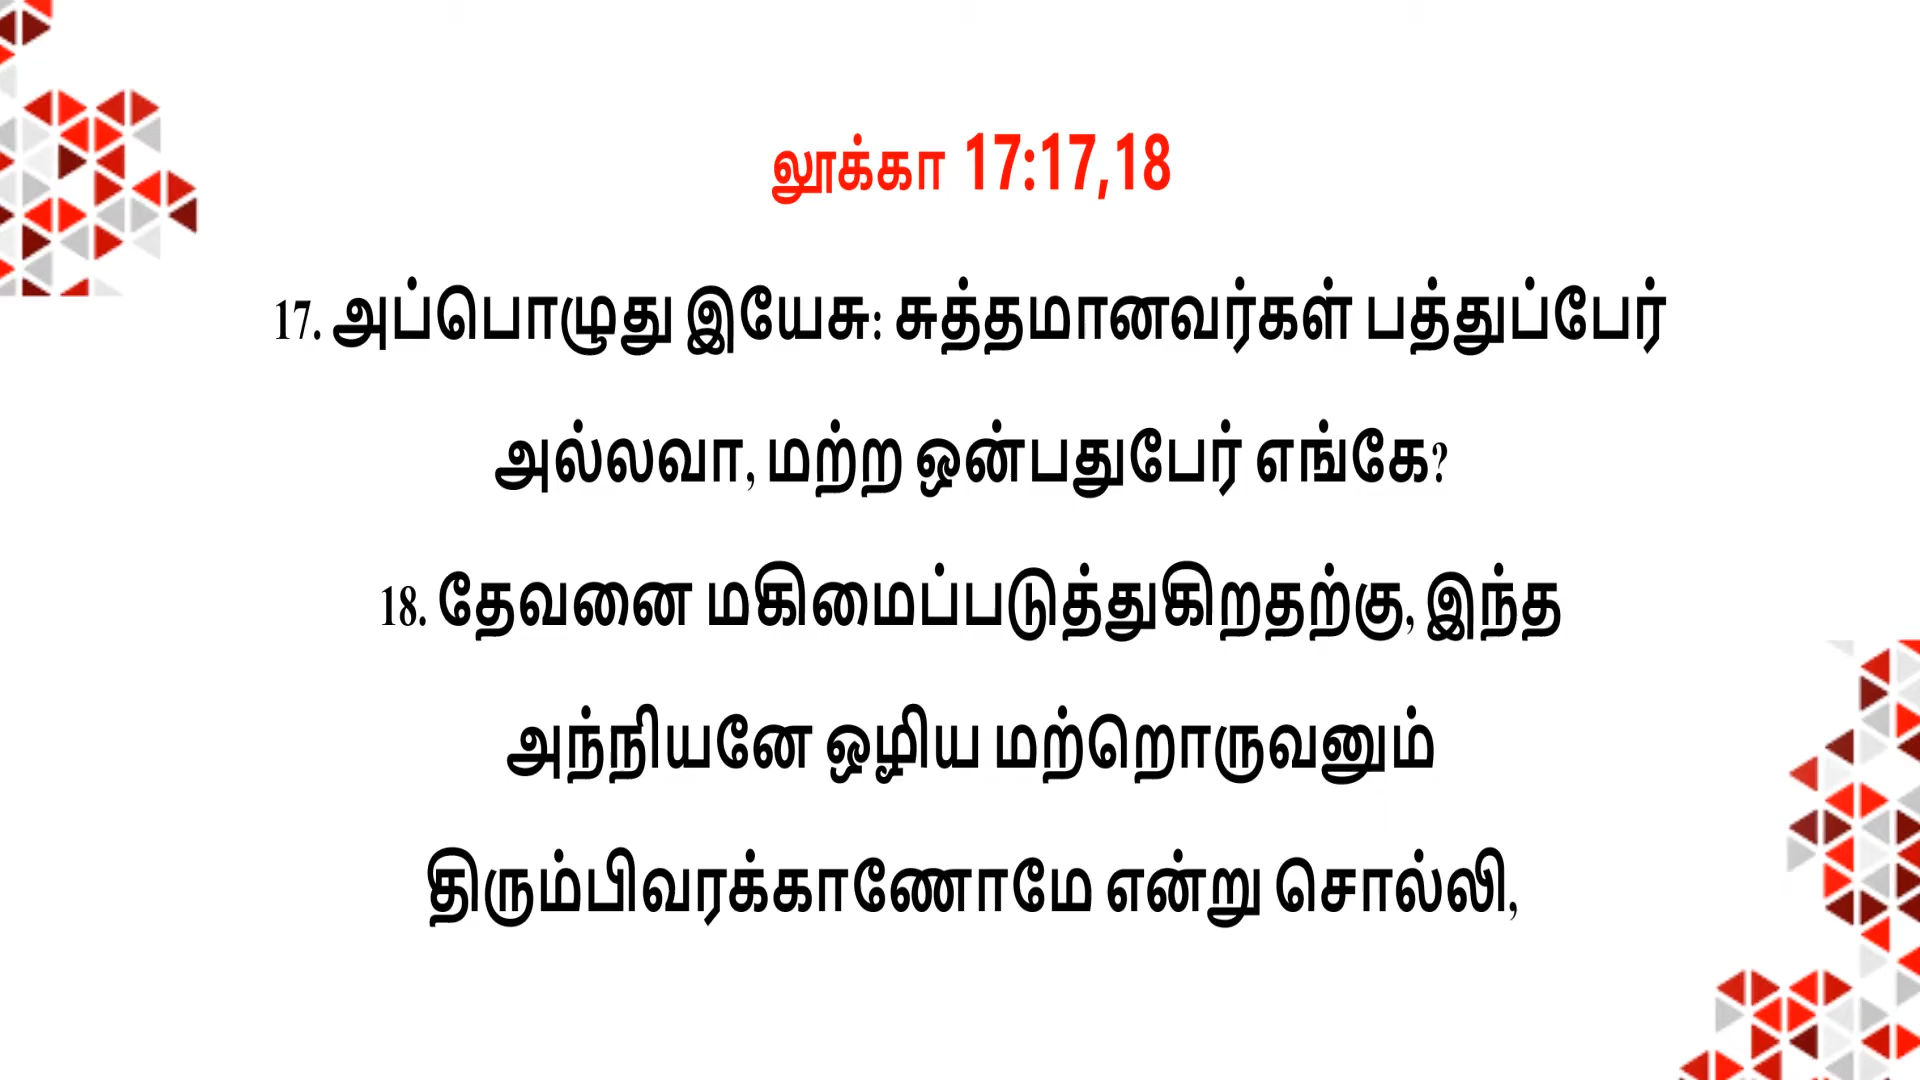 லூக்கா 17:17,18
17. அப்பொழுது இயேசு: சுத்தமானவர்கள் பத்துப்பேர்
அல்லவா, மற்ற ஒன்பதுபேர் எங்கே?
18. தேவனை மகிமைப்படுத்துகிறதற்கு, இந்த
அந்நியனே ஒழிய மற்றொருவனும்
திரும்பிவரக்காணோமே என்று சொல்லி,